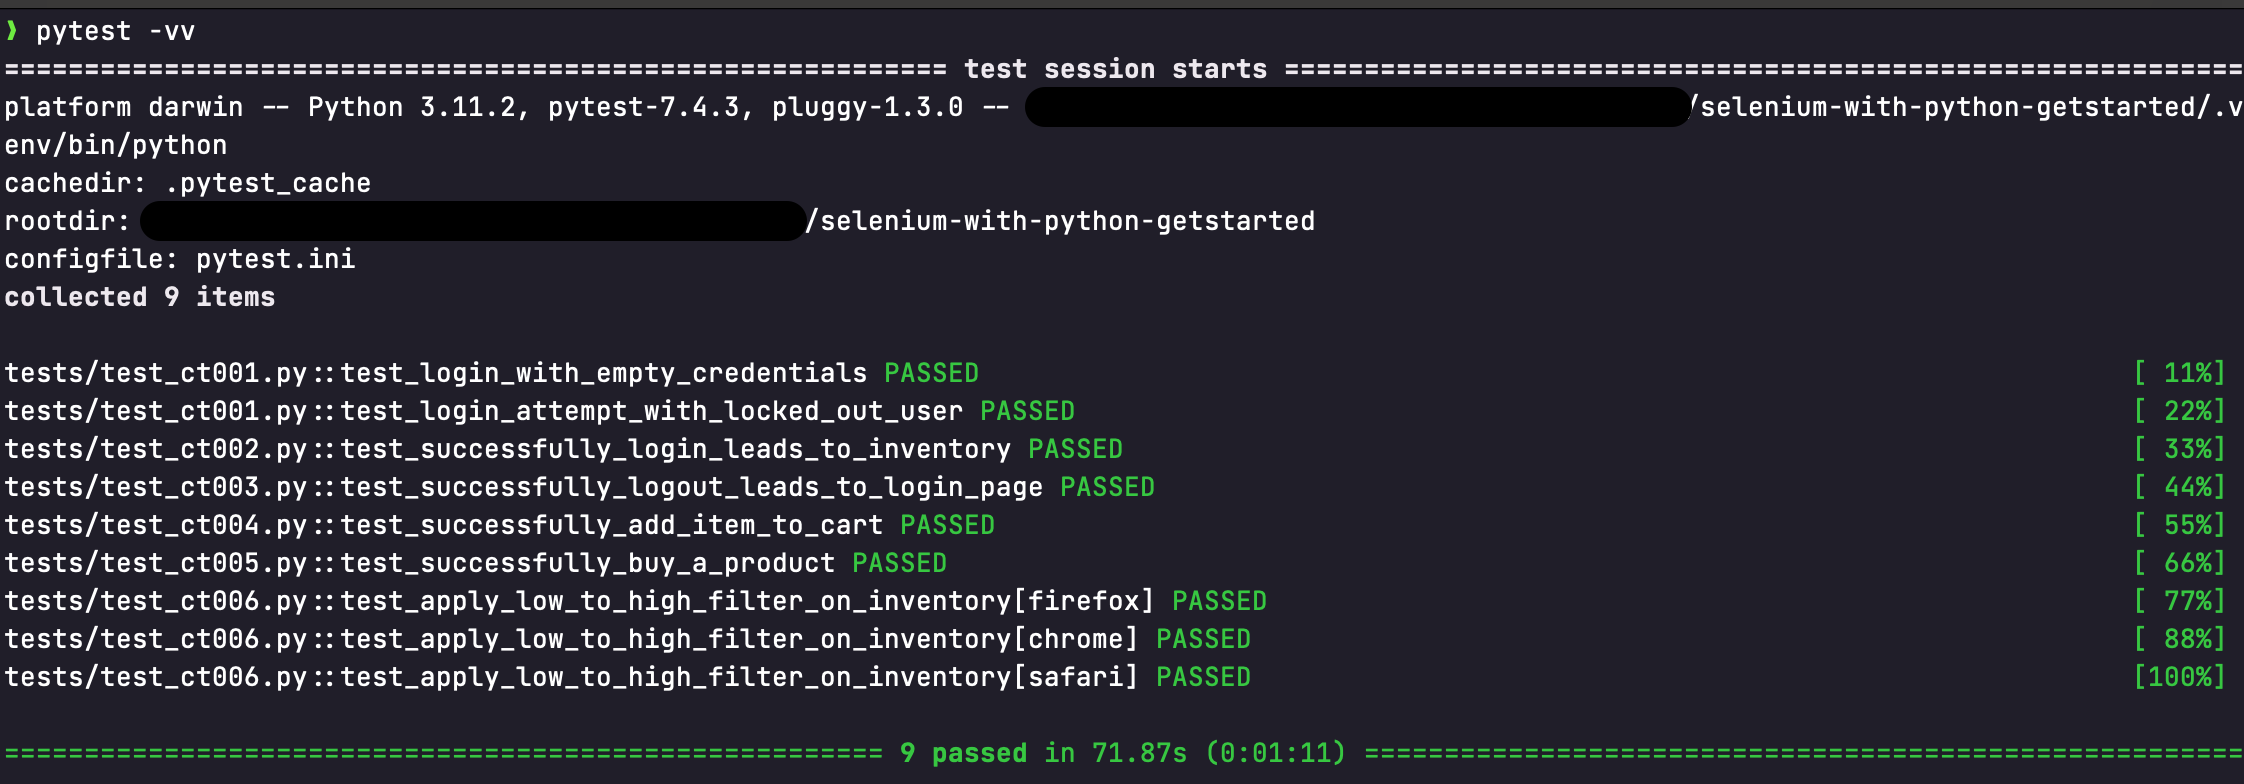 ❯ pytest -vv
=========================================================== test session starts ============================================================
platform darwin -- Python 3.11.2, pytest-7.4.3, pluggy-1.3.0 -- /selenium-with-python-getstarted/.v
env/bin/python
cachedir: .pytest_cache
rootdir: /selenium-with-python-getstarted
configfile: pytest.ini
collected 9 items
tests/test_ct001.py::test_login_with_empty_credentials PASSED [ 11%]
tests/test_ct001.py::test_login_attempt_with_locked_out_user PASSED [ 22%]
tests/test_ct002.py::test_successfully_login_leads_to_inventory PASSED [ 33%]
tests/test_ct003.py::test_successfully_logout_leads_to_login_page PASSED [ 44%]
tests/test_ct004.py::test_successfully_add_item_to_cart PASSED [ 55%]
tests/test_ct005.py::test_successfully_buy_a_product PASSED [ 66%]
tests/test_ct006.py::test_apply_low_to_high_filter_on_inventory[firefox] PASSED [ 77%]
tests/test_ct006.py::test_apply_low_to_high_filter_on_inventory[chrome] PASSED [ 88%]
tests/test_ct006.py::test_apply_low_to_high_filter_on_inventory[safari] PASSED [100%]
======================================================= 9 passed in 71.87s (0:01:11) =======================================================